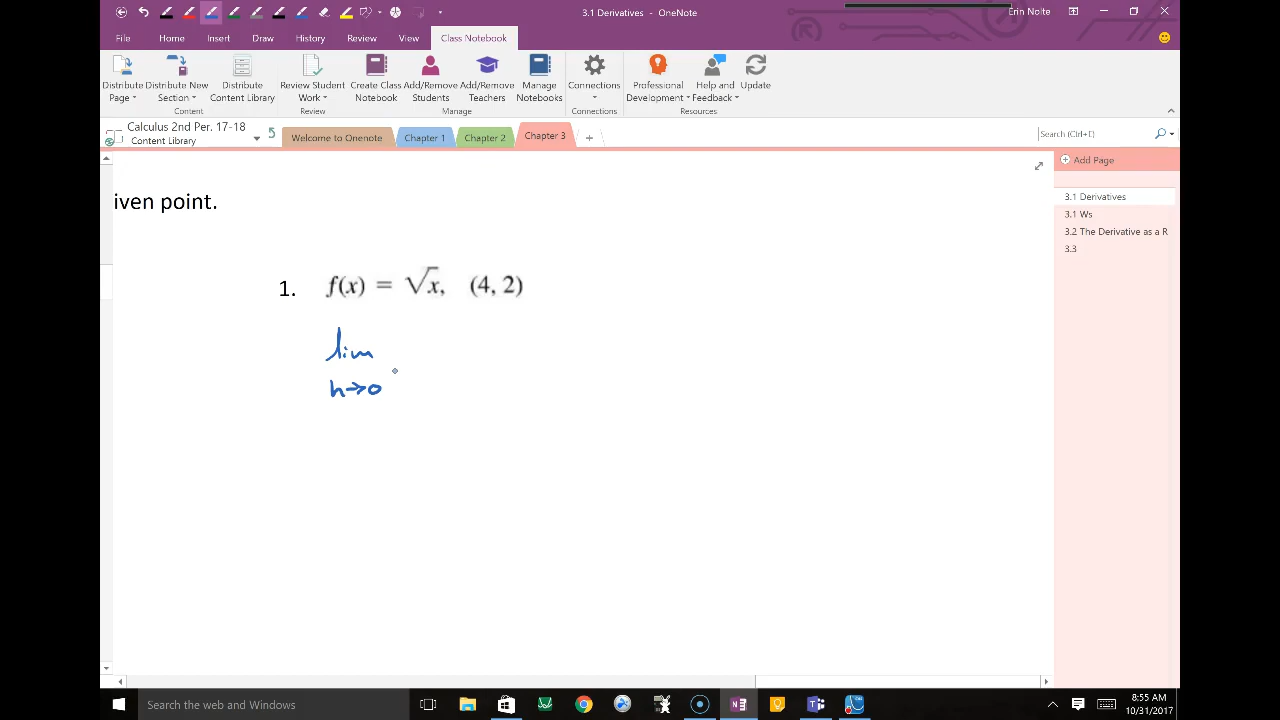 3.1 Derivatives - OneNote
Erin Nolte
File Home Insert Draw History Review View Class Notebook
Distribute Page Distribute New Section Distribute Content Library Review Student Work Create Class Notebook Add/Remove Students Add/Remove Teachers Manage Notebooks Connections Professional Development Help and Feedback Update
Content Review Manage Connections Resources
Calculus 2nd Per. 17-18
Content Library
Welcome to Onenote Chapter 1 Chapter 2 Chapter 3 +
Search (Ctrl+E)
Add Page
3.1 Derivatives
3.1 Ws
3.2 The Derivative as a R
3.3
iven point.
1. f(x) = √x, (4, 2)
lim
h→0
Search the web and Windows
8:55 AM
10/31/2017